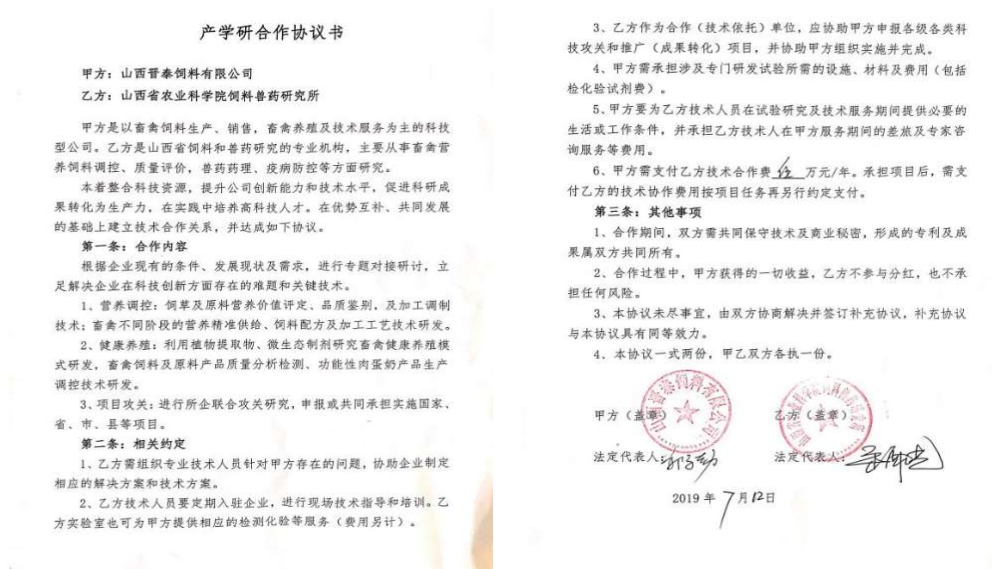 产学研合作协议书
甲方：山西晋泰饲料有限公司
乙方：山西省农业科学院饲料兽药研究所
甲方是以畜禽饲料生产、销售，畜禽养殖及技术服务为主的科技
型公司。乙方是山西省饲料和兽药研究的专业机构，主要从事畜禽营
养饲料调控、质量评价，兽药药理、疫病防控等方面研究。
本着整合科技资源，提升公司创新能力和技术水平，促进科研成
果转化为生产力，在实践中培养高科技人才。在优势互补、共同发展
的基础上建立技术合作关系，并达成如下协议。
第一条：合作内容
根据企业现有的条件、发展现状及需求，进行专题对接研讨，立
足解决企业在科技创新方面存在的难题和关键技术。
1、营养调控：饲草及原料营养价值评定、品质鉴别，及加工调制
技术；畜禽不同阶段的营养精准供给、饲料配方及加工工艺技术研发。
2、健康养殖：利用植物提取物、微生态制剂研究畜禽健康养殖模
式研发，畜禽饲料及原料产品质量分析检测、功能性肉蛋奶产品生产
调控技术研发。
3、项目攻关：进行所企联合攻关研究，申报或共同承担实施国家、
省、市、县等项目。
第二条：相关约定
1、乙方需组织专业技术人员针对甲方存在的问题，协助企业制定
相应的解决方案和技术方案。
2、乙方技术人员要定期入驻企业，进行现场技术指导和培训。乙
方实验室也可为甲方提供相应的检测化验等服务（费用另计）。
3、乙方作为合作（技术依托）单位，应协助甲方申报各级各类科
技攻关和推广（成果转化）项目，并协助甲方组织实施并完成。
4、甲方需承担涉及专门研发试验所需的设施、材料及费用（包括
检化验试剂费）。
5、甲方要为乙方技术人员在试验研究及技术服务期间提供必要的
生活或工作条件，并承担乙方技术人在甲方服务期间的差旅及专家咨
询服务等费用。
6、甲方需支付乙方技术合作费 伍 万元/年。承担项目后，需支
付乙方的技术协作费用按项目任务再另行约定支付。
第三条：其他事项
1、合作期间，双方需共同保守技术及商业秘密，形成的专利及成
果属双方共同所有。
2、合作过程中，甲方获得的一切收益，乙方不参与分红，也不承
担任何风险。
3、本协议未尽事宜，由双方协商解决并签订补充协议，补充协议
与本协议具有同等效力。
4、本协议一式两份，甲乙双方各执一份。
山西晋泰饲料有限公司
甲方（盖章） 乙方（盖章）
法定代表人： 法定代表人：
2019 年 7 月 12 日